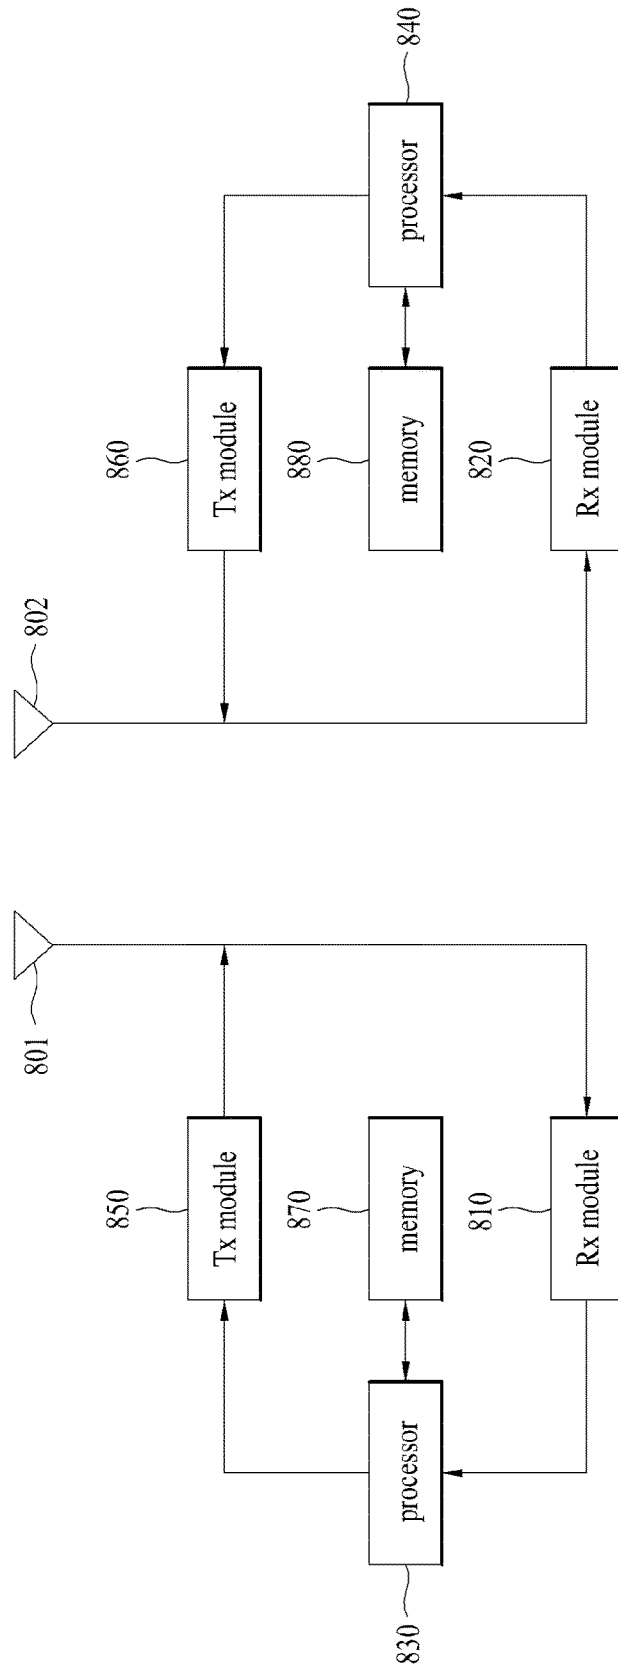 801
802
850
860
Tx module
Tx module
870
880
830
processor
memory
memory
processor
840
810
820
Rx module
Rx module